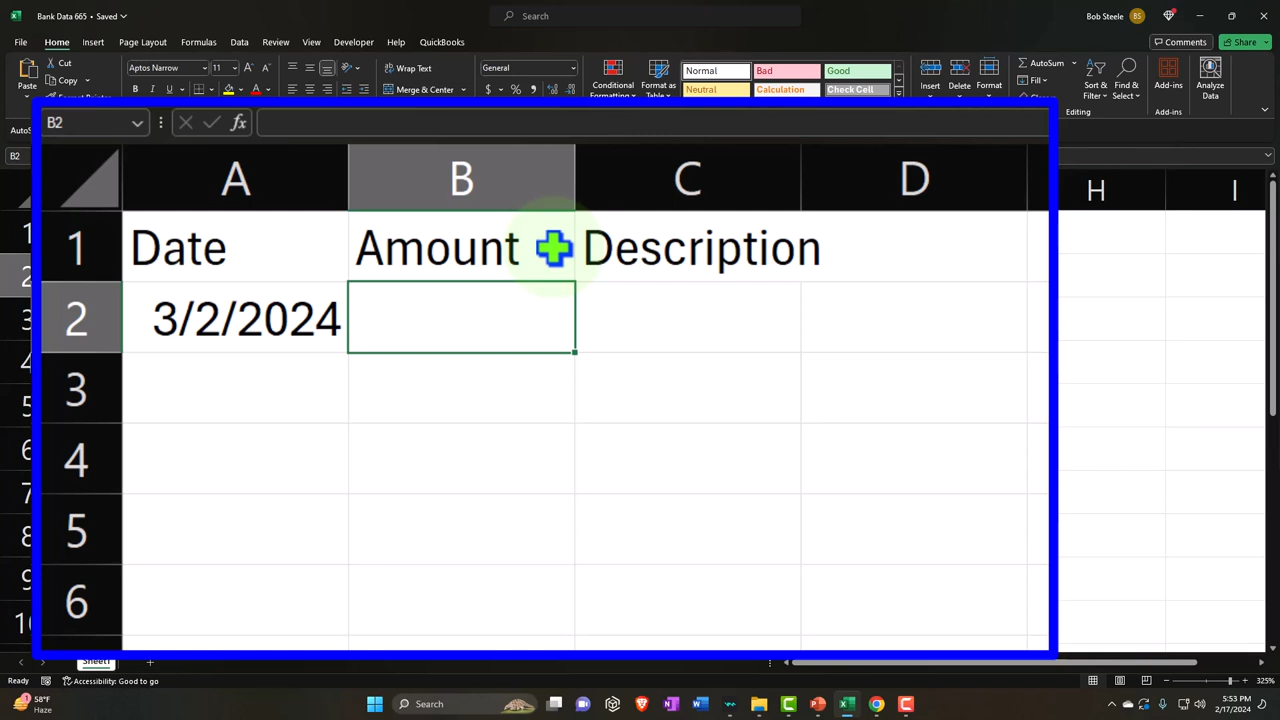 Bank Data 665 • Saved
Search
Bob Steele BS
File Home Insert Page Layout Formulas Data Review View Developer Help QuickBooks
Comments Share
Paste
Cut
Copy
Aptos Narrow 11 A A
B I U
Wrap Text
Merge & Center
General
$ % 9
Conditional
Format as
Normal Bad Good
Neutral Calculation Check Cell
Insert Delete Format
AutoSum
Fill
Sort & Filter
Find & Select
Editing
Add-ins
Add-ins
Analyze Data
B2
fx
B2
A B C D H I
1 Date Amount Description
2 3/2/2024
3
4
5
6
Sheet1
Ready Accessibility: Good to go
325%
58°F
Haze
Search
5:53 PM
2/17/2024